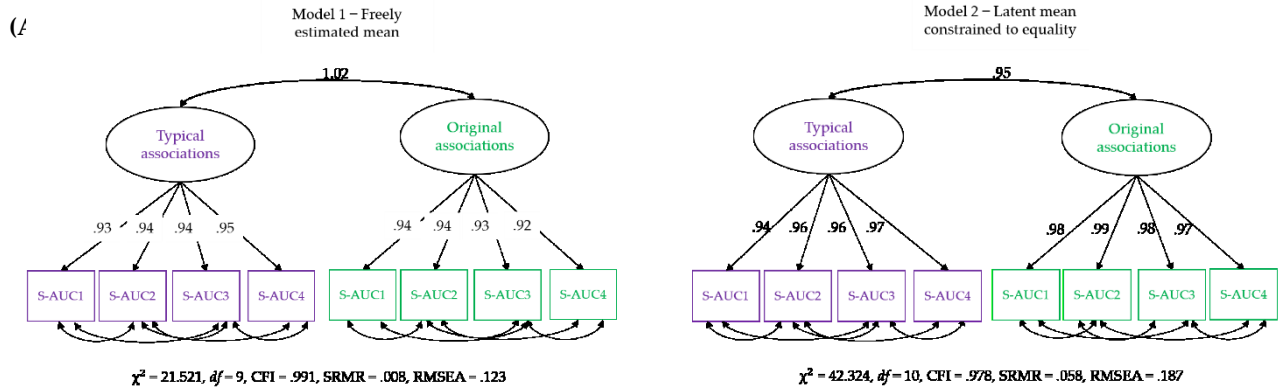 (A
Model 1 – Freely
estimated mean
1.02
Typical
associations
Original
associations
.93 .94 .94 .95
.94 .94 .93 .92
S-AUC1 S-AUC2 S-AUC3 S-AUC4
S-AUC1 S-AUC2 S-AUC3 S-AUC4
χ² = 21.521, df = 9, CFI = .991, SRMR = .008, RMSEA = .123
Model 2 – Latent mean
constrained to equality
.95
Typical
associations
Original
associations
.94 .96 .96 .97
.98 .99 .98 .97
S-AUC1 S-AUC2 S-AUC3 S-AUC4
S-AUC1 S-AUC2 S-AUC3 S-AUC4
χ² = 42.324, df = 10, CFI = .978, SRMR = .058, RMSEA = .187